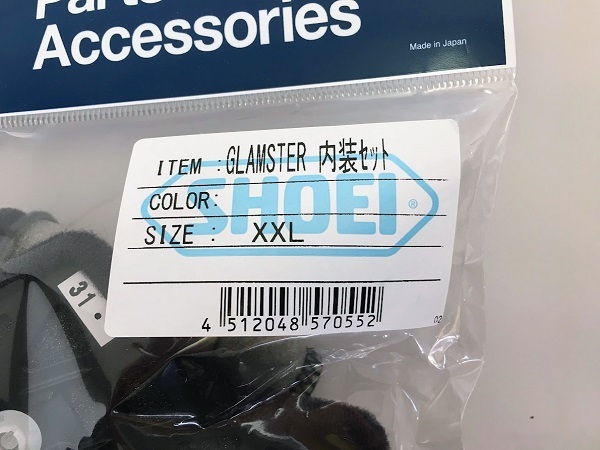 Parts
Accessories
Made in Japan
ITEM : GLAMSTER 内装ｾｯﾄ
COLOR:
SHOEI ®
SIZE : XXL
4 512048 570552
02
31.